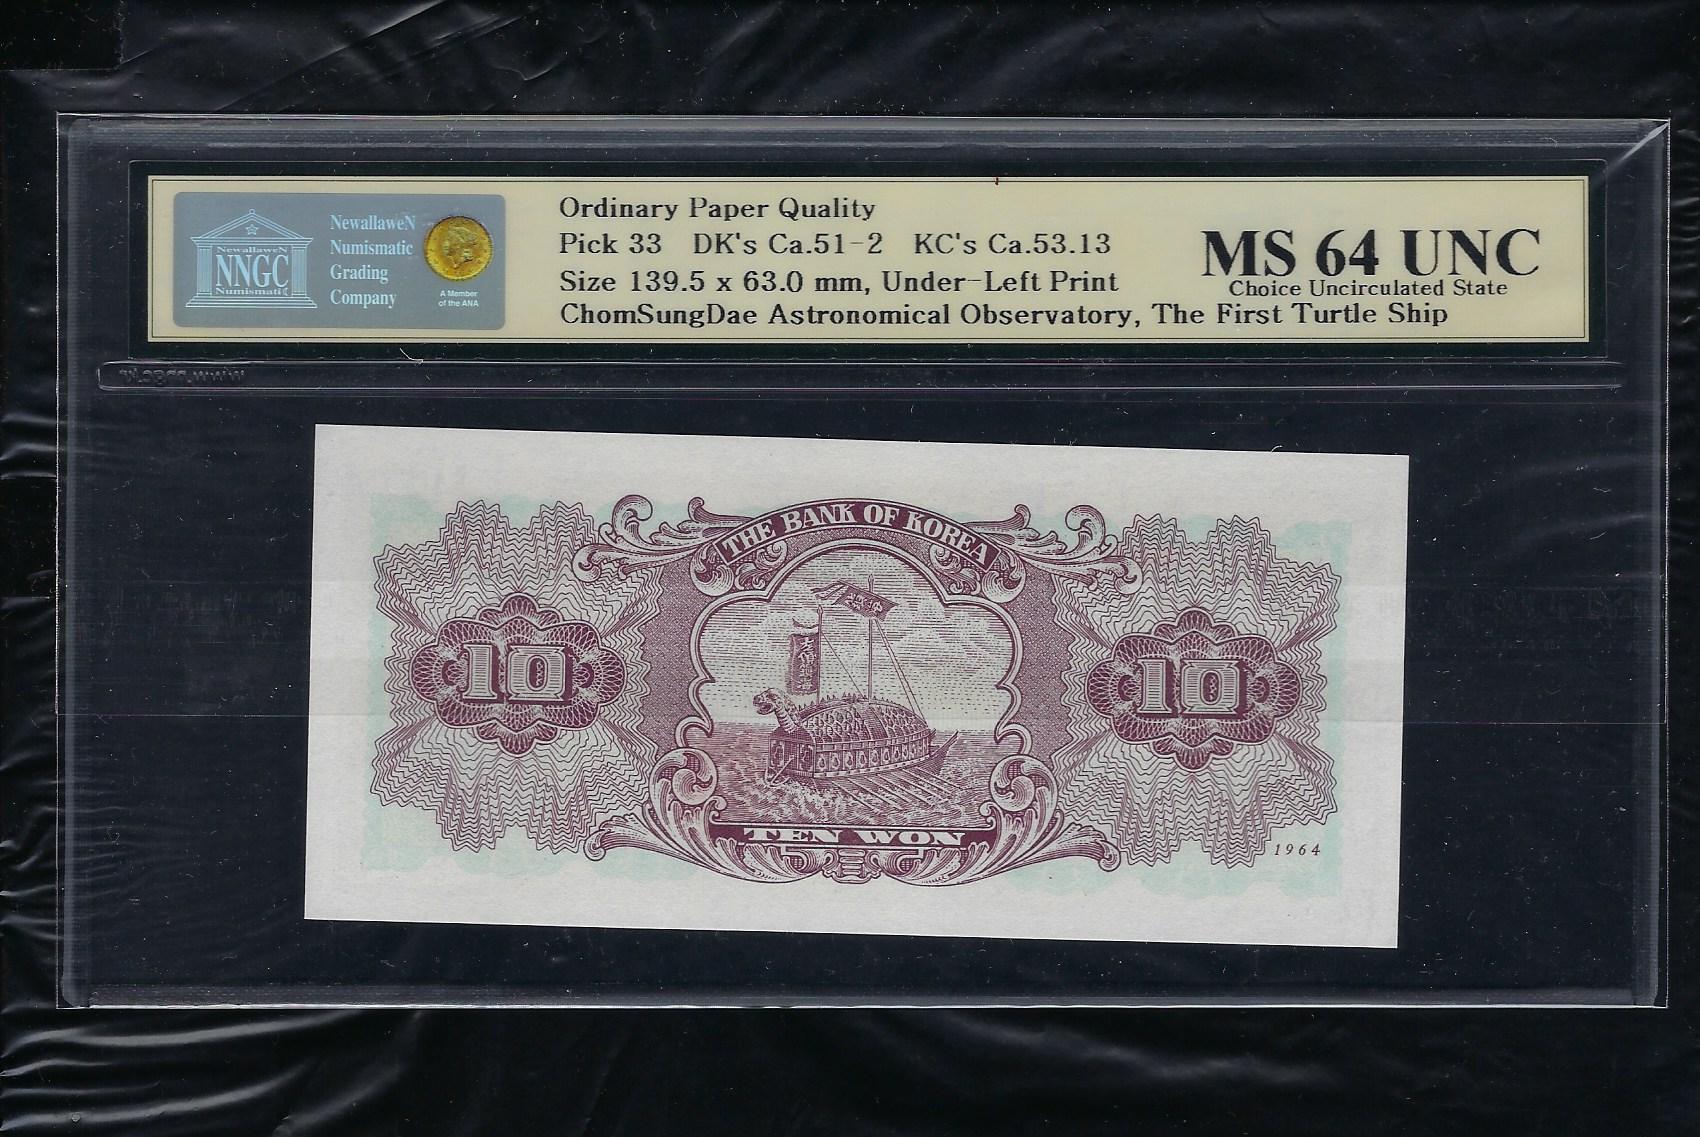 NewallaweN
NNGC
Numismatic
NewallaweN
Numismatic
Grading
Company
A Member
of the ANA
Ordinary Paper Quality
Pick 33 DK's Ca.51-2 KC's Ca.53.13
Size 139.5 x 63.0 mm, Under-Left Print
ChomSungDae Astronomical Observatory, The First Turtle Ship
MS 64 UNC
Choice Uncirculated State
THE BANK OF KOREA
10
10
TEN WON
1964